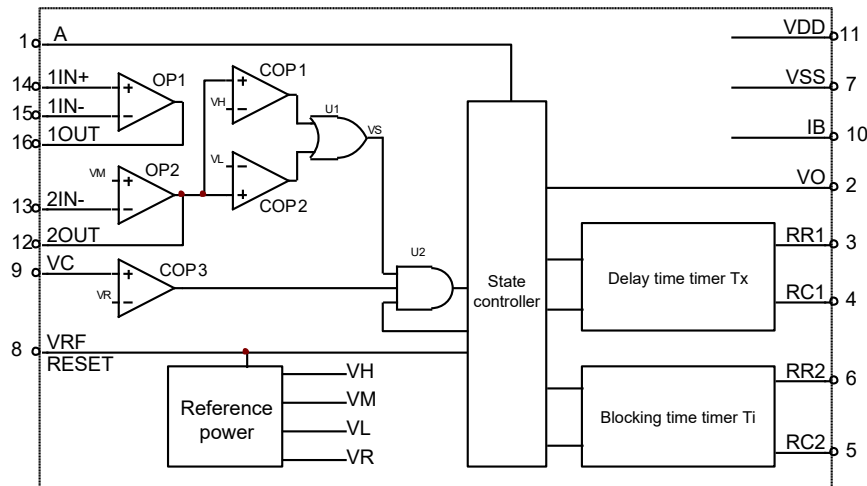 1 A
14 1IN+
15 1IN-
16 1OUT
OP1
+
−
COP1
+
VH −
U1
VS
VM +
−
OP2
13 2IN-
12 2OUT
VL −
+
COP2
9 VC
+
VR −
COP3
U2
8 VRF
RESET
Reference
power
VH
VM
VL
VR
State
controller
VDD 11
VSS 7
IB 10
VO 2
Delay time timer Tx
RR1 3
RC1 4
Blocking time timer Ti
RR2 6
RC2 5